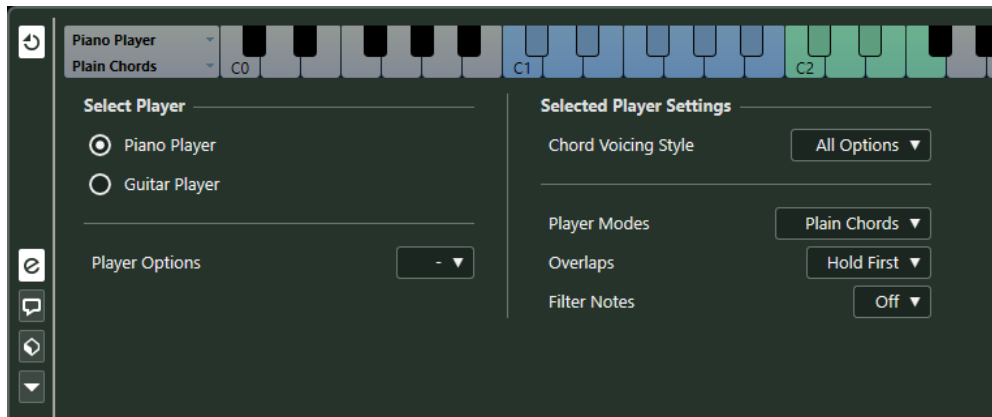 Piano Player
Plain Chords
C0
C1
C2
Select Player
Piano Player
Guitar Player
Player Options
-
Selected Player Settings
Chord Voicing Style
All Options
Player Modes
Plain Chords
Overlaps
Hold First
Filter Notes
Off